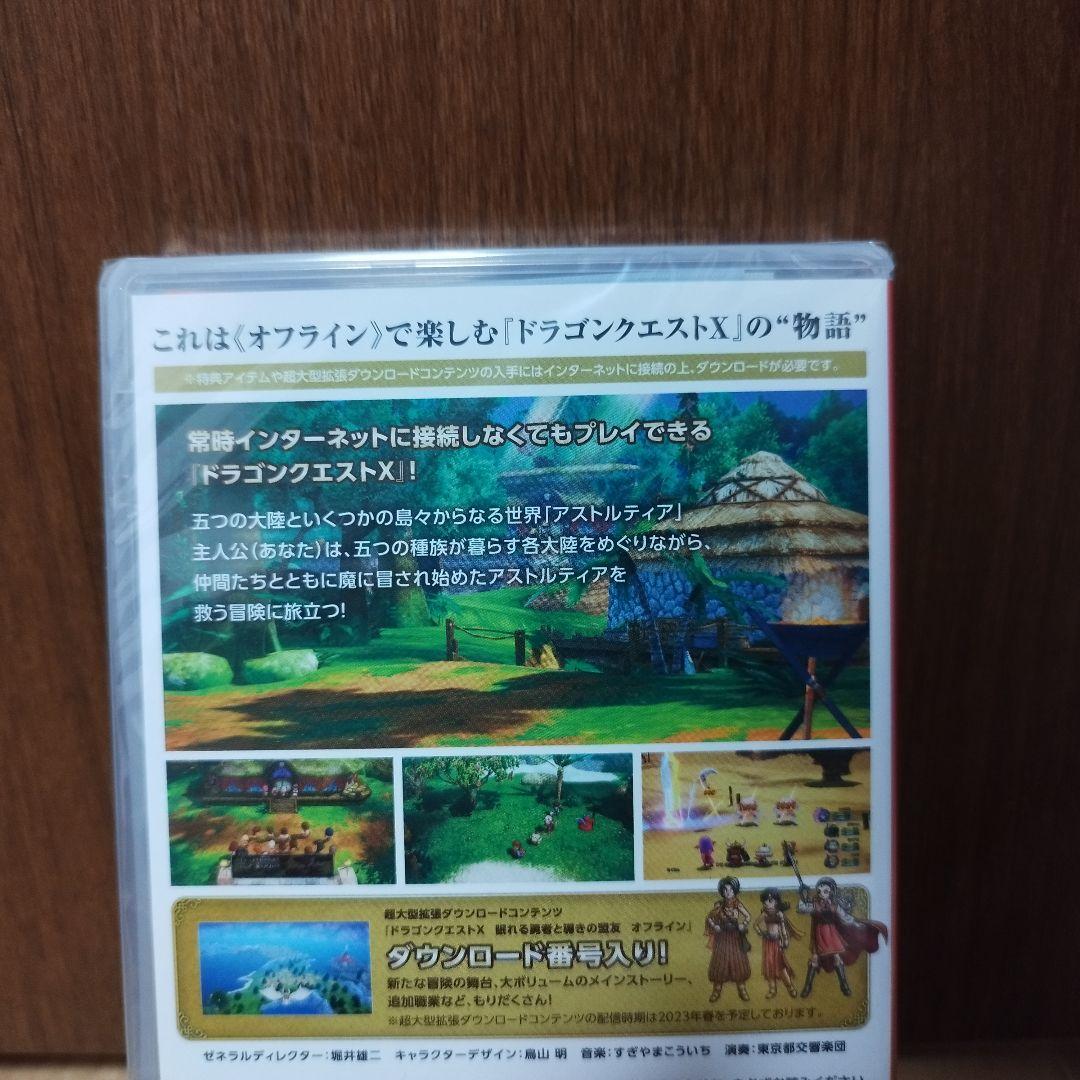 これは《オフライン》で楽しむ『ドラゴンクエストX』の“物語”
※特典アイテムや超大型拡張ダウンロードコンテンツの入手にはインターネットに接続の上、ダウンロードが必要です。
常時インターネットに接続しなくてもプレイできる
『ドラゴンクエストX』!
五つの大陸といくつかの島々からなる世界「アストルティア」
主人公(あなた)は、五つの種族が暮らす各大陸をめぐりながら、
仲間たちとともに魔に冒され始めたアストルティアを
救う冒険に旅立つ!
超大型拡張ダウンロードコンテンツ
『ドラゴンクエストX 眠れる勇者と導きの盟友 オフライン』
ダウンロード番号入り!
新たな冒険の舞台、大ボリュームのメインストーリー、
追加職業など、もりだくさん!
※超大型拡張ダウンロードコンテンツの配信時期は2023年春を予定しております。
ゼネラルディレクター:堀井雄二 キャラクターデザイン:鳥山 明 音楽:すぎやまこういち 演奏:東京都交響楽団